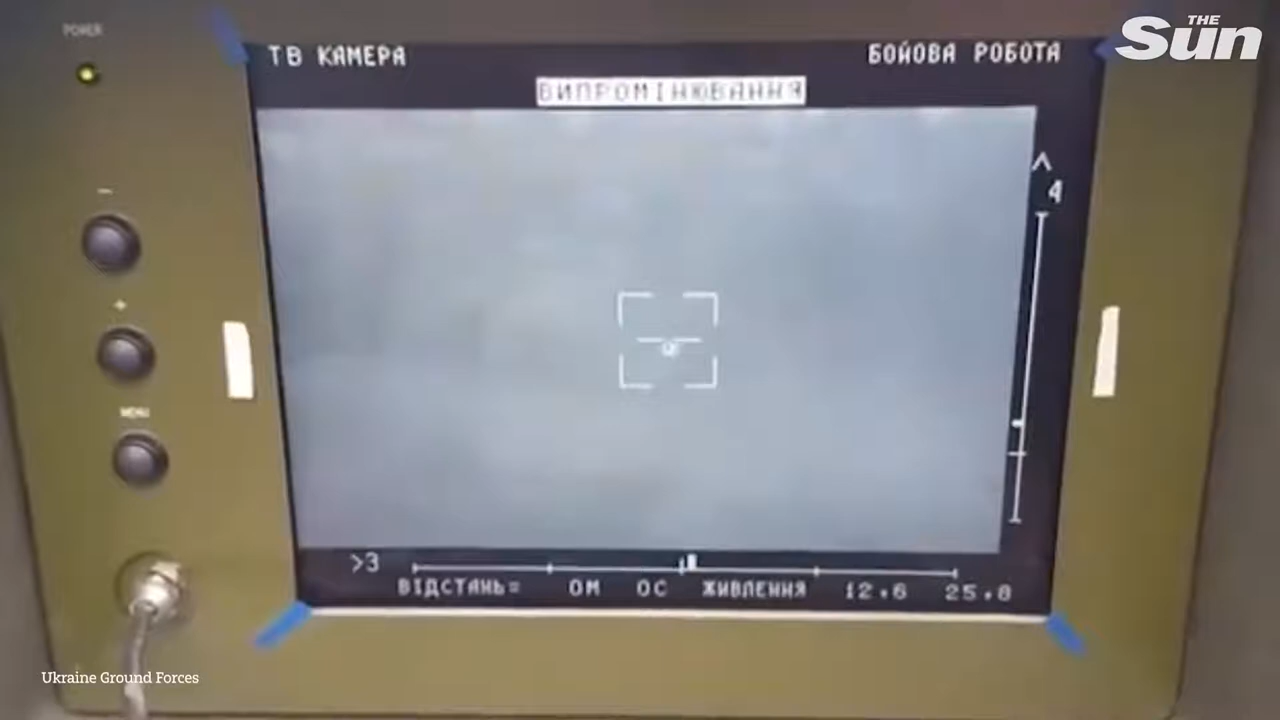 POWER
THE
Sun
ТВ КАМЕРА
БОЙОВА РОБОТА
ВИПРОМІНЮВАННЯ
4
MENU
>3
ВІДСТАНЬ= 0М 0С ЖИВЛЕННЯ 12.6 25.8
Ukraine Ground Forces